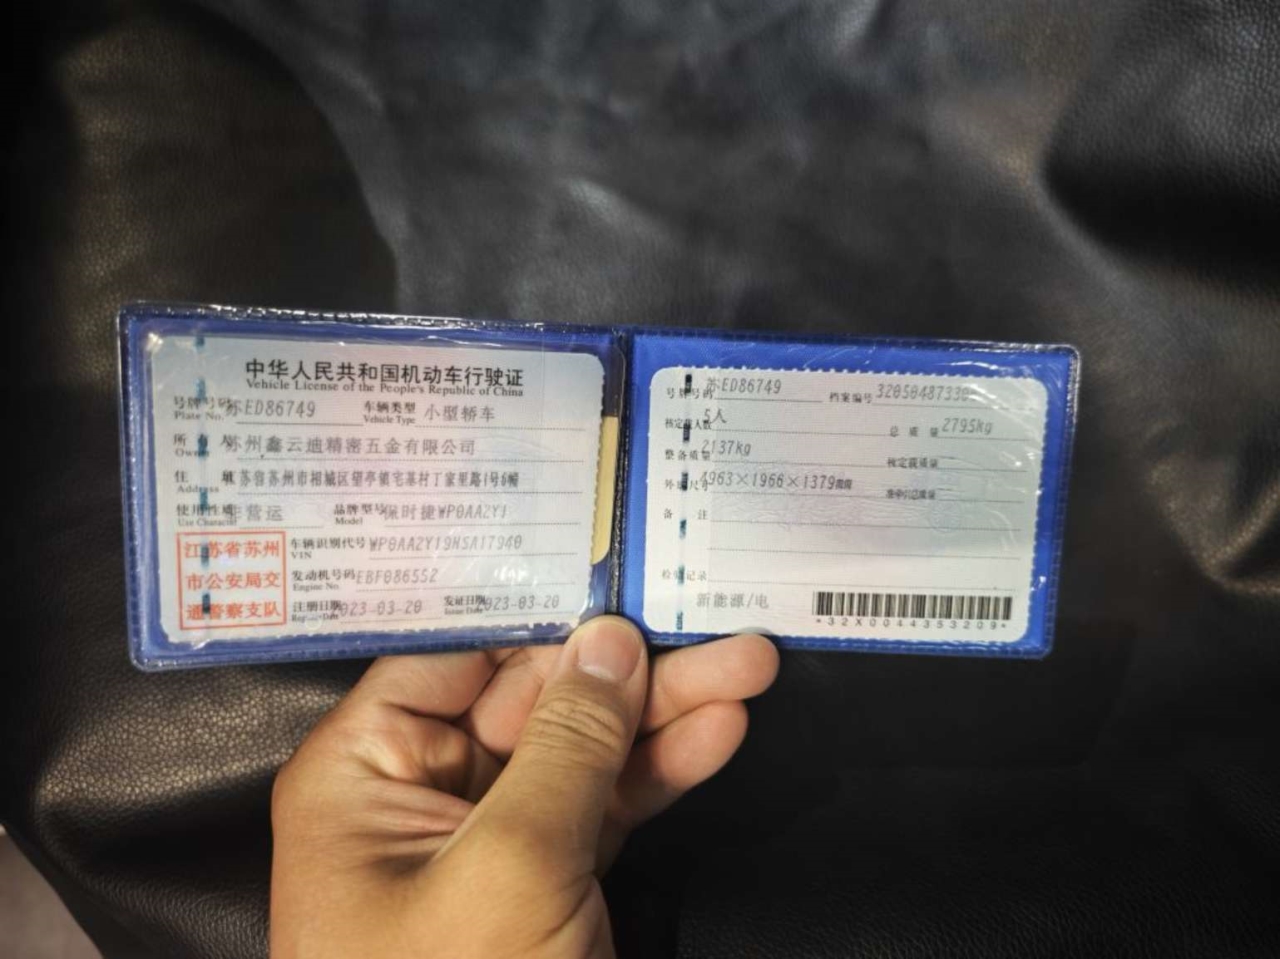 中华人民共和国机动车行驶证
Vehicle License of the People's Republic of China
号牌号码 苏ED86749 车辆类型 小型轿车
Plate No. Vehicle Type
所有人 苏州鑫云迪精密五金有限公司
Owner
住址 江苏省苏州市相城区望亭镇宅基村丁家里路1号6幢
Address
使用性质 非营运 品牌型号 保时捷WP0AA2Y1
Use Character Model
江苏省苏州
市公安局交
通警察支队
车辆识别代号 WP0AA2Y19NSA17940
VIN
发动机号码 EBF086552
Engine No.
注册日期 2023-03-20 发证日期 2023-03-20
Register Date Issue Date
号牌号码 苏ED86749 档案编号 32050487330
核定载人数 5人 总质量 2795kg
整备质量 2137kg 核定载质量
外廓尺寸 4963×1966×1379mm 准牵引总质量
备注
检验记录
新能源/电
*32X0044353209*